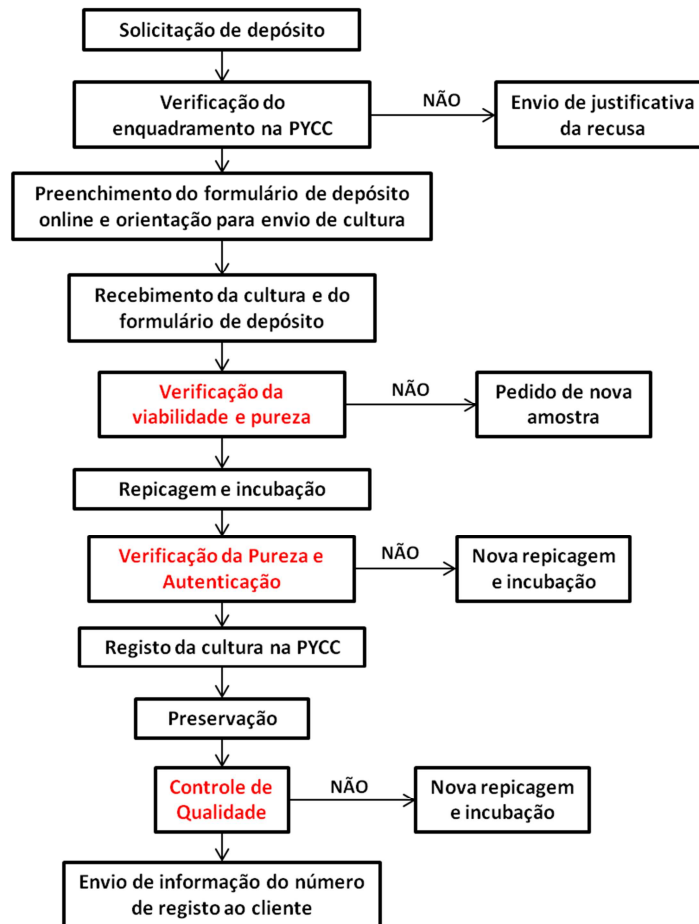 Solicitação de depósito
Verificação do
enquadramento na PYCC
NÃO
Envio de justificativa
da recusa
Preenchimento do formulário de depósito
online e orientação para envio de cultura
Recebimento da cultura e do
formulário de depósito
Verificação da
viabilidade e pureza
NÃO
Pedido de nova
amostra
Repicagem e incubação
Verificação da Pureza e
Autenticação
NÃO
Nova repicagem
e incubação
Registo da cultura na PYCC
Preservação
Controle de
Qualidade
NÃO
Nova repicagem
e incubação
Envio de informação do número
de registo ao cliente